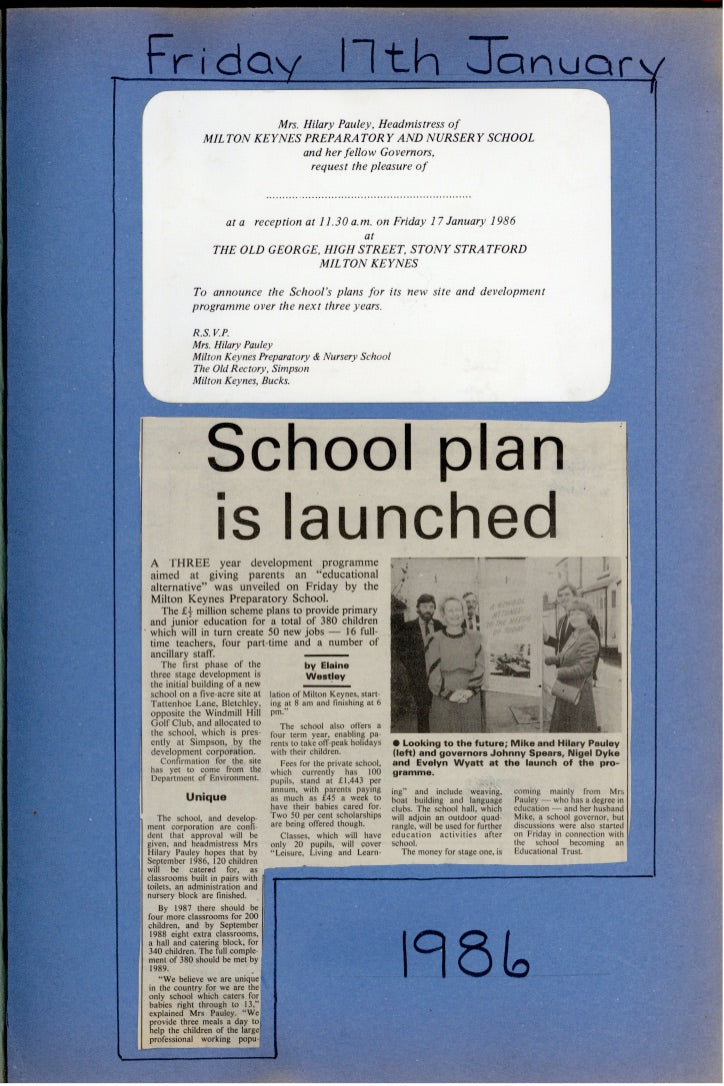 Friday 17th January
Mrs. Hilary Pauley, Headmistress of
MILTON KEYNES PREPARATORY AND NURSERY SCHOOL
and her fellow Governors,
request the pleasure of
at a reception at 11.30 a.m. on Friday 17 January 1986
at
THE OLD GEORGE, HIGH STREET, STONY STRATFORD
MILTON KEYNES
To announce the School's plans for its new site and development
programme over the next three years.
R.S.V.P.
Mrs. Hilary Pauley
Milton Keynes Preparatory & Nursery School
The Old Rectory, Simpson
Milton Keynes, Bucks.
School plan
is launched
A THREE year development programme
aimed at giving parents an "educational
alternative" was unveiled on Friday by the
Milton Keynes Preparatory School.
The £½ million scheme plans to provide primary
and junior education for a total of 380 children
which will in turn create 50 new jobs — 16 full-
time teachers, four part-time and a number of
ancillary staff.
The first phase of the
three stage development is
the initial building of a new
school on a five-acre site at
Tattenhoe Lane, Bletchley,
opposite the Windmill Hill
Golf Club, and allocated to
the school, which is pres-
ently at Simpson, by the
development corporation.
Confirmation for the site
has yet to come from the
Department of Environment.
Unique
The school, and develop-
ment corporation are confi-
dent that approval will be
given, and headmistress Mrs
Hilary Pauley hopes that by
September 1986, 120 children
will be catered for, as
classrooms built in pairs with
toilets, an administration and
nursery block are finished.
By 1987 there should be
four more classrooms for 200
children, and by September
1988 eight extra classrooms,
a hall and catering block, for
340 children. The full comple-
ment of 380 should be met by
1989.
"We believe we are unique
in the country for we are the
only school which caters for
babies right through to 13,"
explained Mrs Pauley. "We
provide three meals a day to
help the children of the large
professional working popu-
by Elaine
Westley
lation of Milton Keynes, start-
ing at 8 am and finishing at 6
pm."
The school also offers a
four term year, enabling pa-
rents to take off-peak holidays
with their children.
Fees for the private school,
which currently has 100
pupils, stand at £1,443 per
annum, with parents paying
as much as £45 a week to
have their babies cared for.
Two 50 per cent scholarships
are being offered though.
Classes, which will have
only 20 pupils, will cover
"Leisure, Living and Learn-
● Looking to the future; Mike and Hilary Pauley
(left) and governors Johnny Spears, Nigel Dyke
and Evelyn Wyatt at the launch of the pro-
gramme.
ing" and include weaving,
boat building and language
clubs. The school hall, which
will adjoin an outdoor quad-
rangle, will be used for further
education activities after
school.
The money for stage one, is
coming mainly from Mrs
Pauley — who has a degree in
education — and her husband
Mike, a school governor, but
discussions were also started
on Friday in connection with
the school becoming an
Educational Trust.
1986